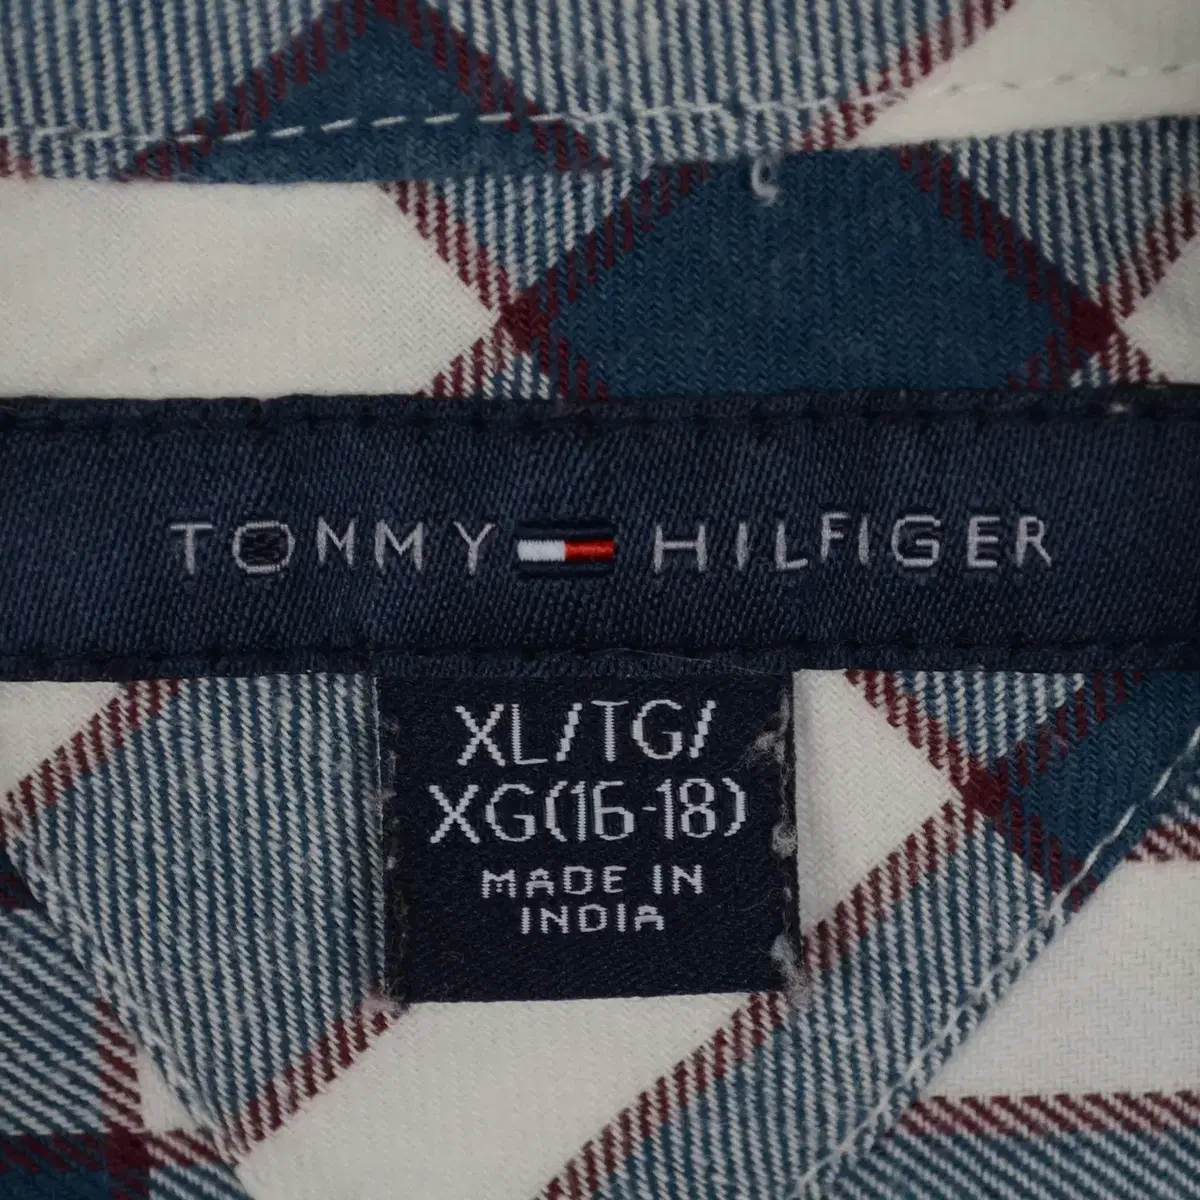 TOMMY HILFIGER
XL/TG/
XG(16-18)
MADE IN
INDIA